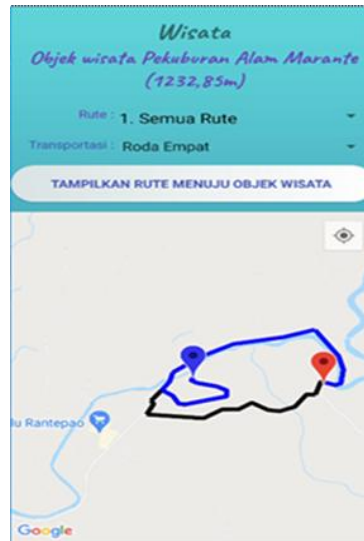 Wisata
Objek wisata Pekuburan Alam Marante
(1232,85m)
Rute : 1. Semua Rute
Transportasi : Roda Empat
TAMPILKAN RUTE MENUJU OBJEK WISATA
lu Rantepao
Google